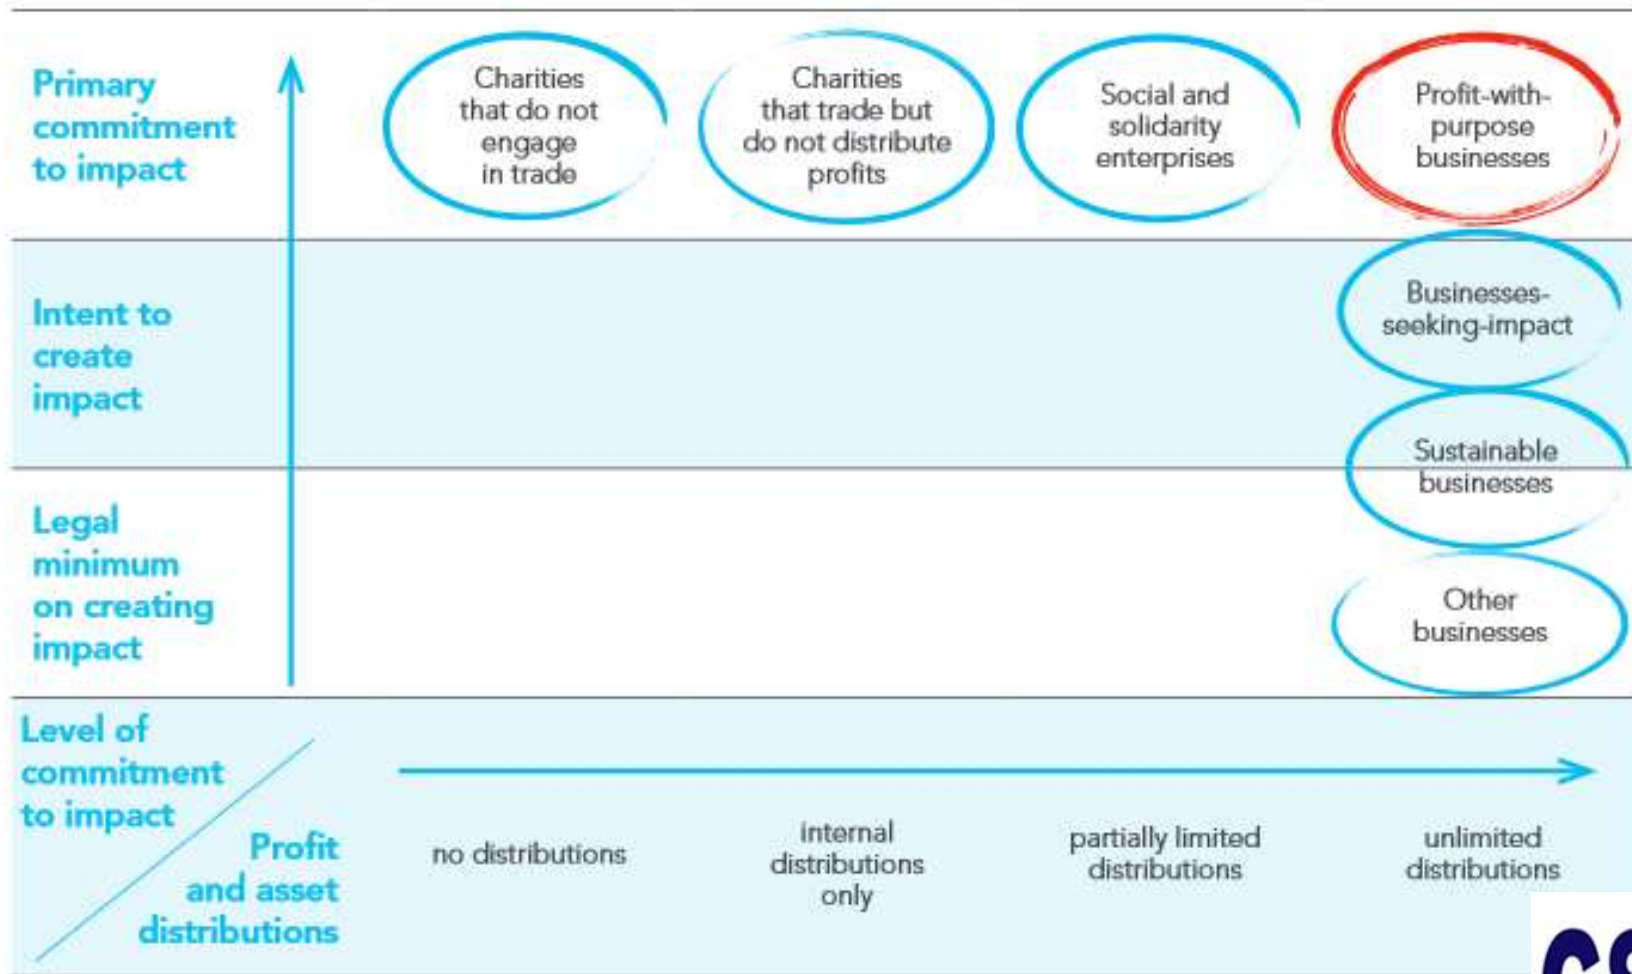 Primary
commitment
to impact
Charities
that do not
engage
in trade
Charities
that trade but
do not distribute
profits
Social and
solidarity
enterprises
Profit-with-
purpose
businesses
Intent to
create
impact
Businesses-
seeking-impact
Sustainable
businesses
Legal
minimum
on creating
impact
Other
businesses
Level of
commitment
to impact
Profit
and asset
distributions
no distributions
internal
distributions
only
partially limited
distributions
unlimited
distributions